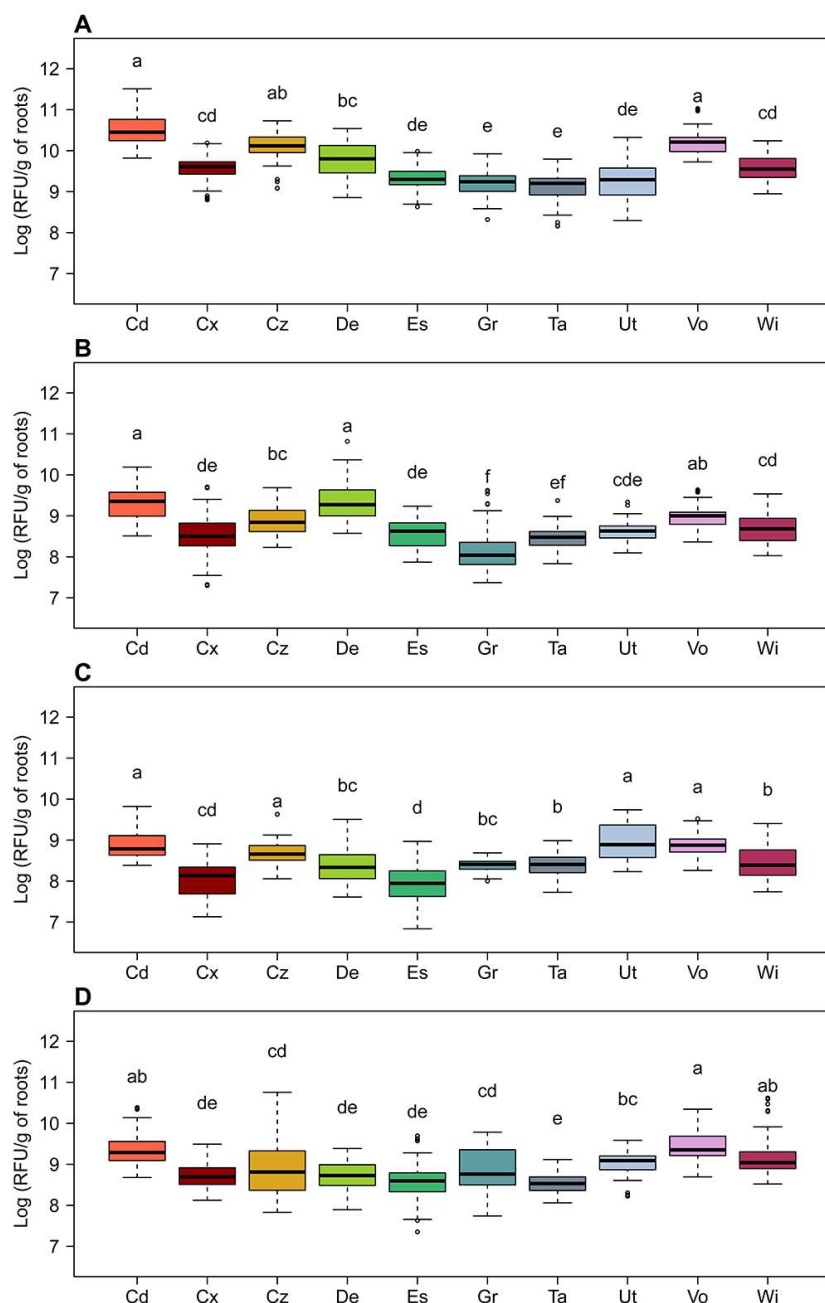 A
Log (RFU/g of roots)
12
11
10
9
8
7
a cd ab bc de e e de a cd
Cd Cx Cz De Es Gr Ta Ut Vo Wi
B
Log (RFU/g of roots)
12
11
10
9
8
7
a de bc a de f ef cde ab cd
Cd Cx Cz De Es Gr Ta Ut Vo Wi
C
Log (RFU/g of roots)
12
11
10
9
8
7
a cd a bc d bc b a a b
Cd Cx Cz De Es Gr Ta Ut Vo Wi
D
Log (RFU/g of roots)
12
11
10
9
8
7
ab de cd de de cd e bc a ab
Cd Cx Cz De Es Gr Ta Ut Vo Wi